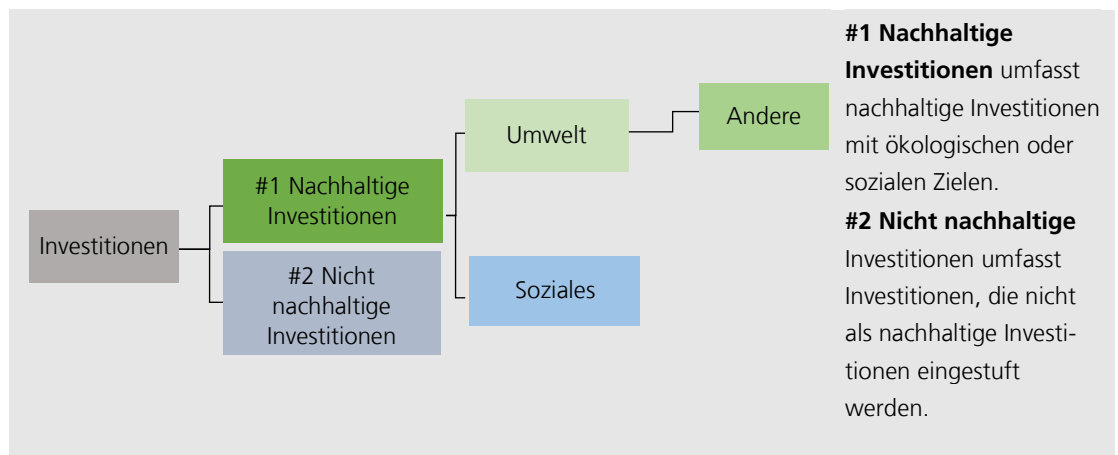 Investitionen
#1 Nachhaltige
Investitionen
#2 Nicht
nachhaltige
Investitionen
Umwelt
Soziales
Andere
#1 Nachhaltige
Investitionen umfasst
nachhaltige Investitionen
mit ökologischen oder
sozialen Zielen.
#2 Nicht nachhaltige
Investitionen umfasst
Investitionen, die nicht
als nachhaltige Investi-
tionen eingestuft
werden.